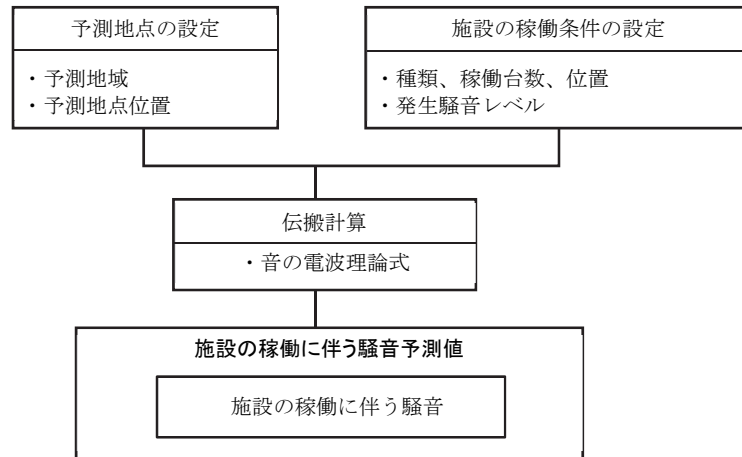 予測地点の設定
・予測地域
・予測地点位置
施設の稼働条件の設定
・種類、稼働台数、位置
・発生騒音レベル
伝搬計算
・音の電波理論式
施設の稼働に伴う騒音予測値
施設の稼働に伴う騒音